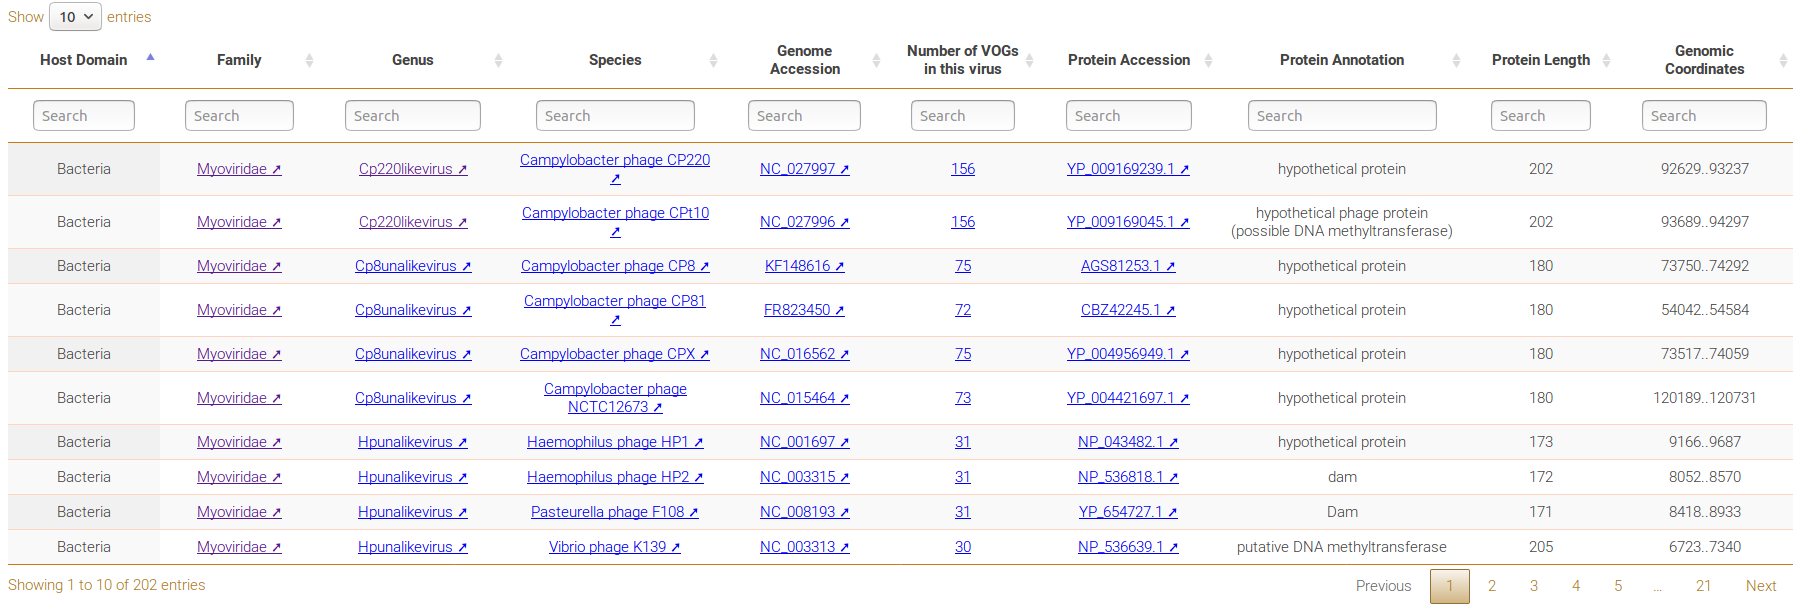 Show 10 entries
Host Domain Family Genus Species Genome Accession Number of VOGs in this virus Protein Accession Protein Annotation Protein Length Genomic Coordinates
Search Search Search Search Search Search Search Search Search Search
Bacteria Myoviridae ➚ Cp220likevirus ➚ Campylobacter phage CP220 ➚ NC_027997 ➚ 156 YP_009169239.1 ➚ hypothetical protein 202 92629..93237
Bacteria Myoviridae ➚ Cp220likevirus ➚ Campylobacter phage CPt10 ➚ NC_027996 ➚ 156 YP_009169045.1 ➚ hypothetical phage protein (possible DNA methyltransferase) 202 93689..94297
Bacteria Myoviridae ➚ Cp8unalikevirus ➚ Campylobacter phage CP8 ➚ KF148616 ➚ 75 AGS81253.1 ➚ hypothetical protein 180 73750..74292
Bacteria Myoviridae ➚ Cp8unalikevirus ➚ Campylobacter phage CP81 ➚ FR823450 ➚ 72 CBZ42245.1 ➚ hypothetical protein 180 54042..54584
Bacteria Myoviridae ➚ Cp8unalikevirus ➚ Campylobacter phage CPX ➚ NC_016562 ➚ 75 YP_004956949.1 ➚ hypothetical protein 180 73517..74059
Bacteria Myoviridae ➚ Cp8unalikevirus ➚ Campylobacter phage NCTC12673 ➚ NC_015464 ➚ 73 YP_004421697.1 ➚ hypothetical protein 180 120189..120731
Bacteria Myoviridae ➚ Hpunalikevirus ➚ Haemophilus phage HP1 ➚ NC_001697 ➚ 31 NP_043482.1 ➚ hypothetical protein 173 9166..9687
Bacteria Myoviridae ➚ Hpunalikevirus ➚ Haemophilus phage HP2 ➚ NC_003315 ➚ 31 NP_536818.1 ➚ dam 172 8052..8570
Bacteria Myoviridae ➚ Hpunalikevirus ➚ Pasteurella phage F108 ➚ NC_008193 ➚ 31 YP_654727.1 ➚ Dam 171 8418..8933
Bacteria Myoviridae ➚ Hpunalikevirus ➚ Vibrio phage K139 ➚ NC_003313 ➚ 30 NP_536639.1 ➚ putative DNA methyltransferase 205 6723..7340
Showing 1 to 10 of 202 entries Previous 1 2 3 4 5 … 21 Next